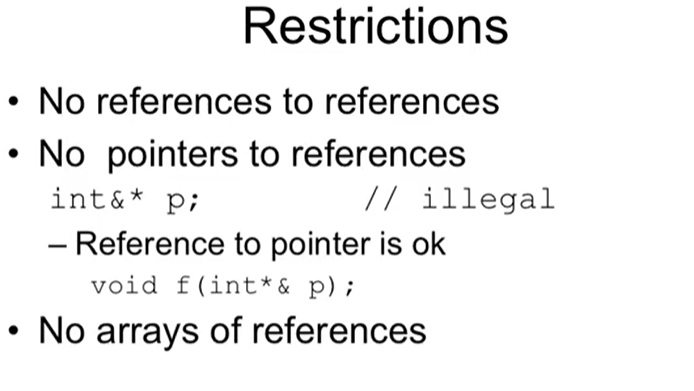 Restrictions
• No references to references
• No pointers to references
int&* p; // illegal
– Reference to pointer is ok
void f(int*& p);
• No arrays of references